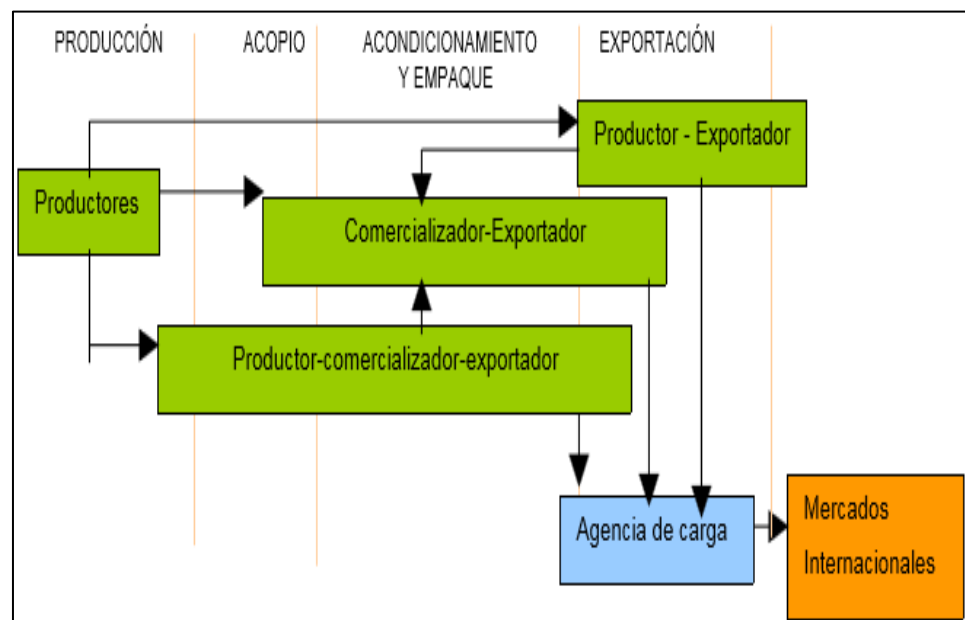 PRODUCCIÓN
ACOPIO
ACONDICIONAMIENTO
Y EMPAQUE
EXPORTACIÓN
Productor - Exportador
Productores
Comercializador-Exportador
Productor-comercializador-exportador
Agencia de carga
Mercados
Internacionales